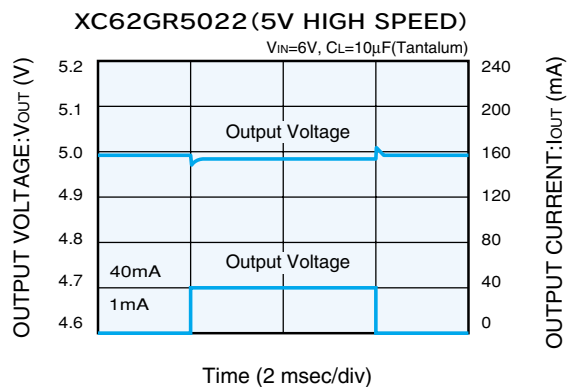 XC62GR5022(5V HIGH SPEED)
VIN=6V, CL=10μF(Tantalum)
OUTPUT VOLTAGE:VOUT (V)
5.2
5.1
5.0
4.9
4.8
4.7
4.6
Output Voltage
Output Voltage
40mA
1mA
240
200
160
120
80
40
0
OUTPUT CURRENT:IOUT (mA)
Time (2 msec/div)